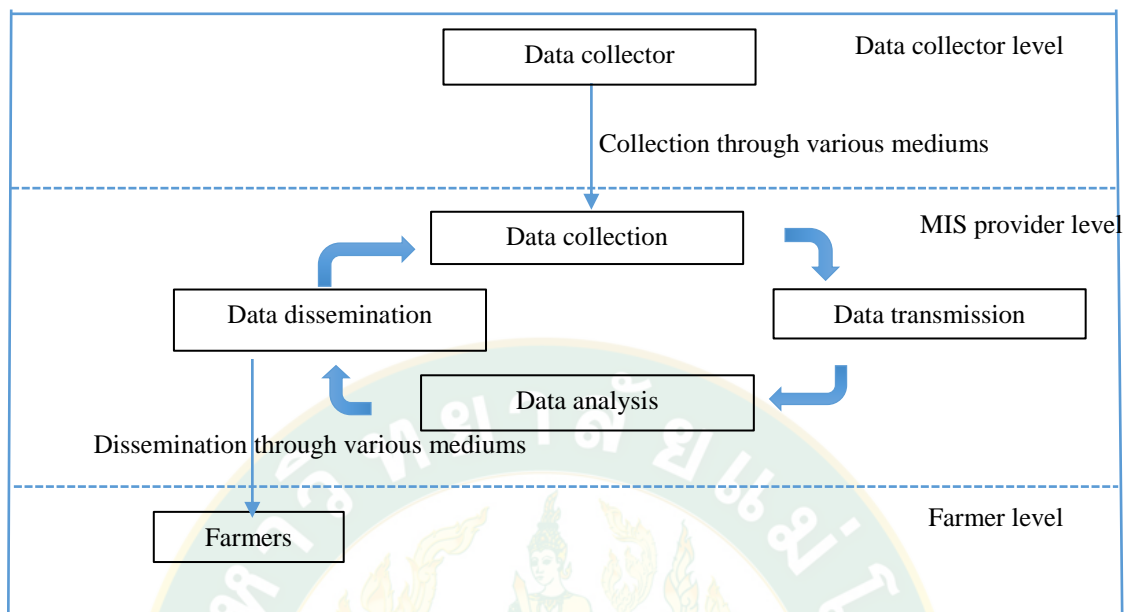 Data collector level
Data collector
Collection through various mediums
MIS provider level
Data collection
Data dissemination
Data transmission
Data analysis
Dissemination through various mediums
Farmer level
Farmers